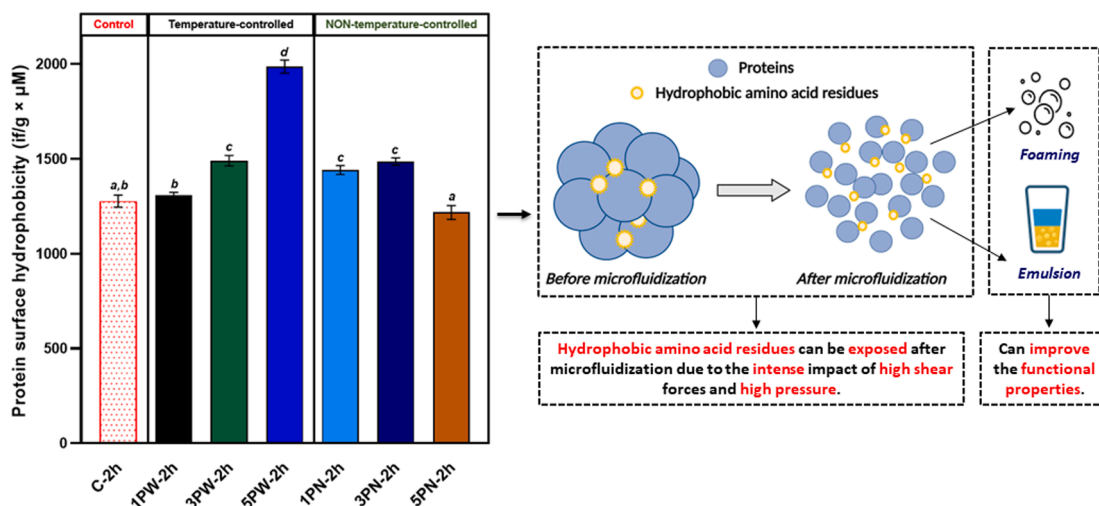 Control
Temperature-controlled
NON-temperature-controlled
Protein surface hydrophobicity (if/g × µM)
2000
1500
1000
500
0
a,b
b
c
d
c
c
a
C-2h
1PW-2h
3PW-2h
5PW-2h
1PN-2h
3PN-2h
5PN-2h
Proteins
Hydrophobic amino acid residues
Before microfluidization
After microfluidization
Foaming
Emulsion
Hydrophobic amino acid residues can be exposed after
microfluidization due to the intense impact of high shear
forces and high pressure.
Can improve
the functional
properties.